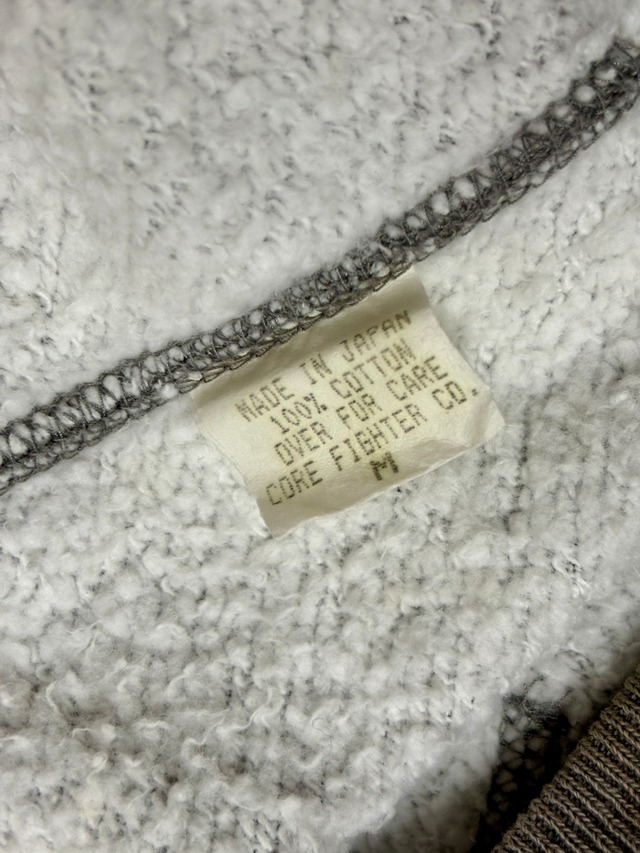 MADE IN JAPAN
100% COTTON
OVER FOR CARE
CORE FIGHTER CO.
M